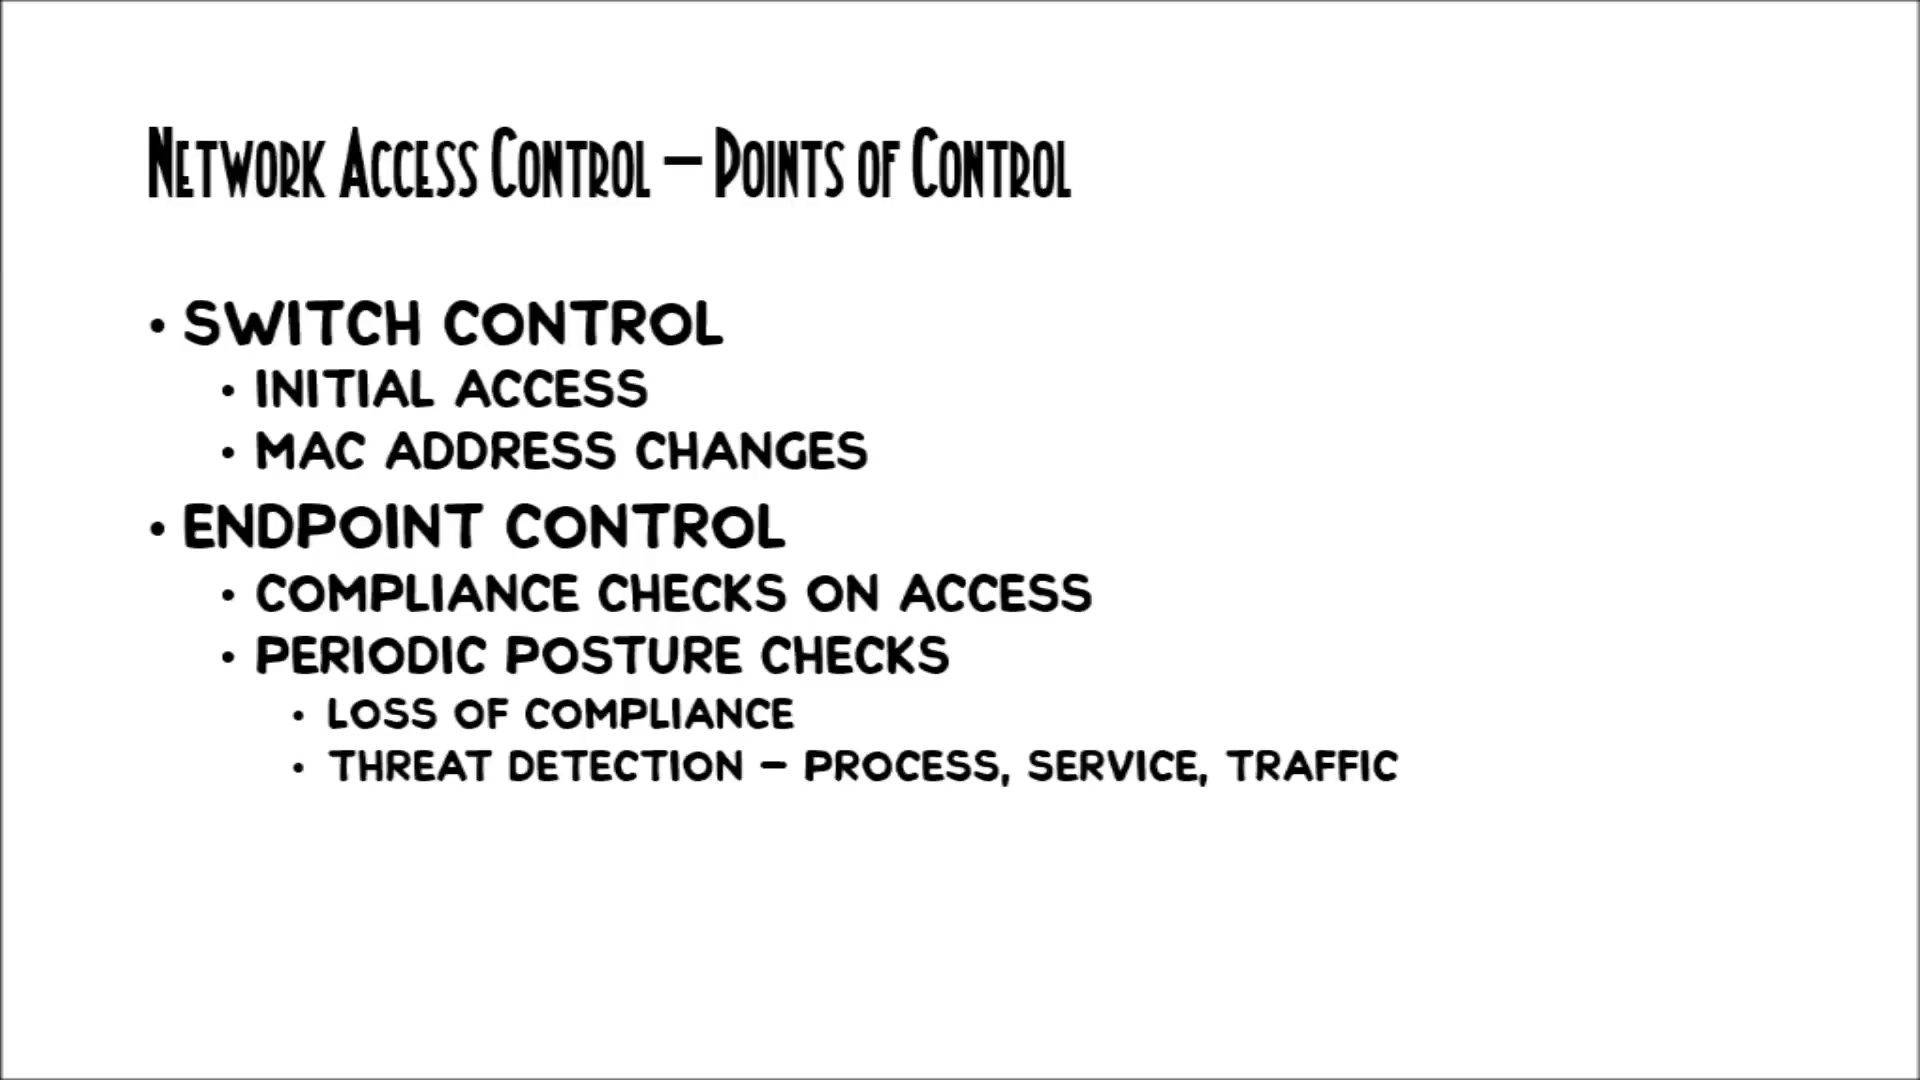 Network Access Control – Points of Control
• SWITCH CONTROL
• INITIAL ACCESS
• MAC ADDRESS CHANGES
• ENDPOINT CONTROL
• COMPLIANCE CHECKS ON ACCESS
• PERIODIC POSTURE CHECKS
• LOSS OF COMPLIANCE
• THREAT DETECTION – PROCESS, SERVICE, TRAFFIC